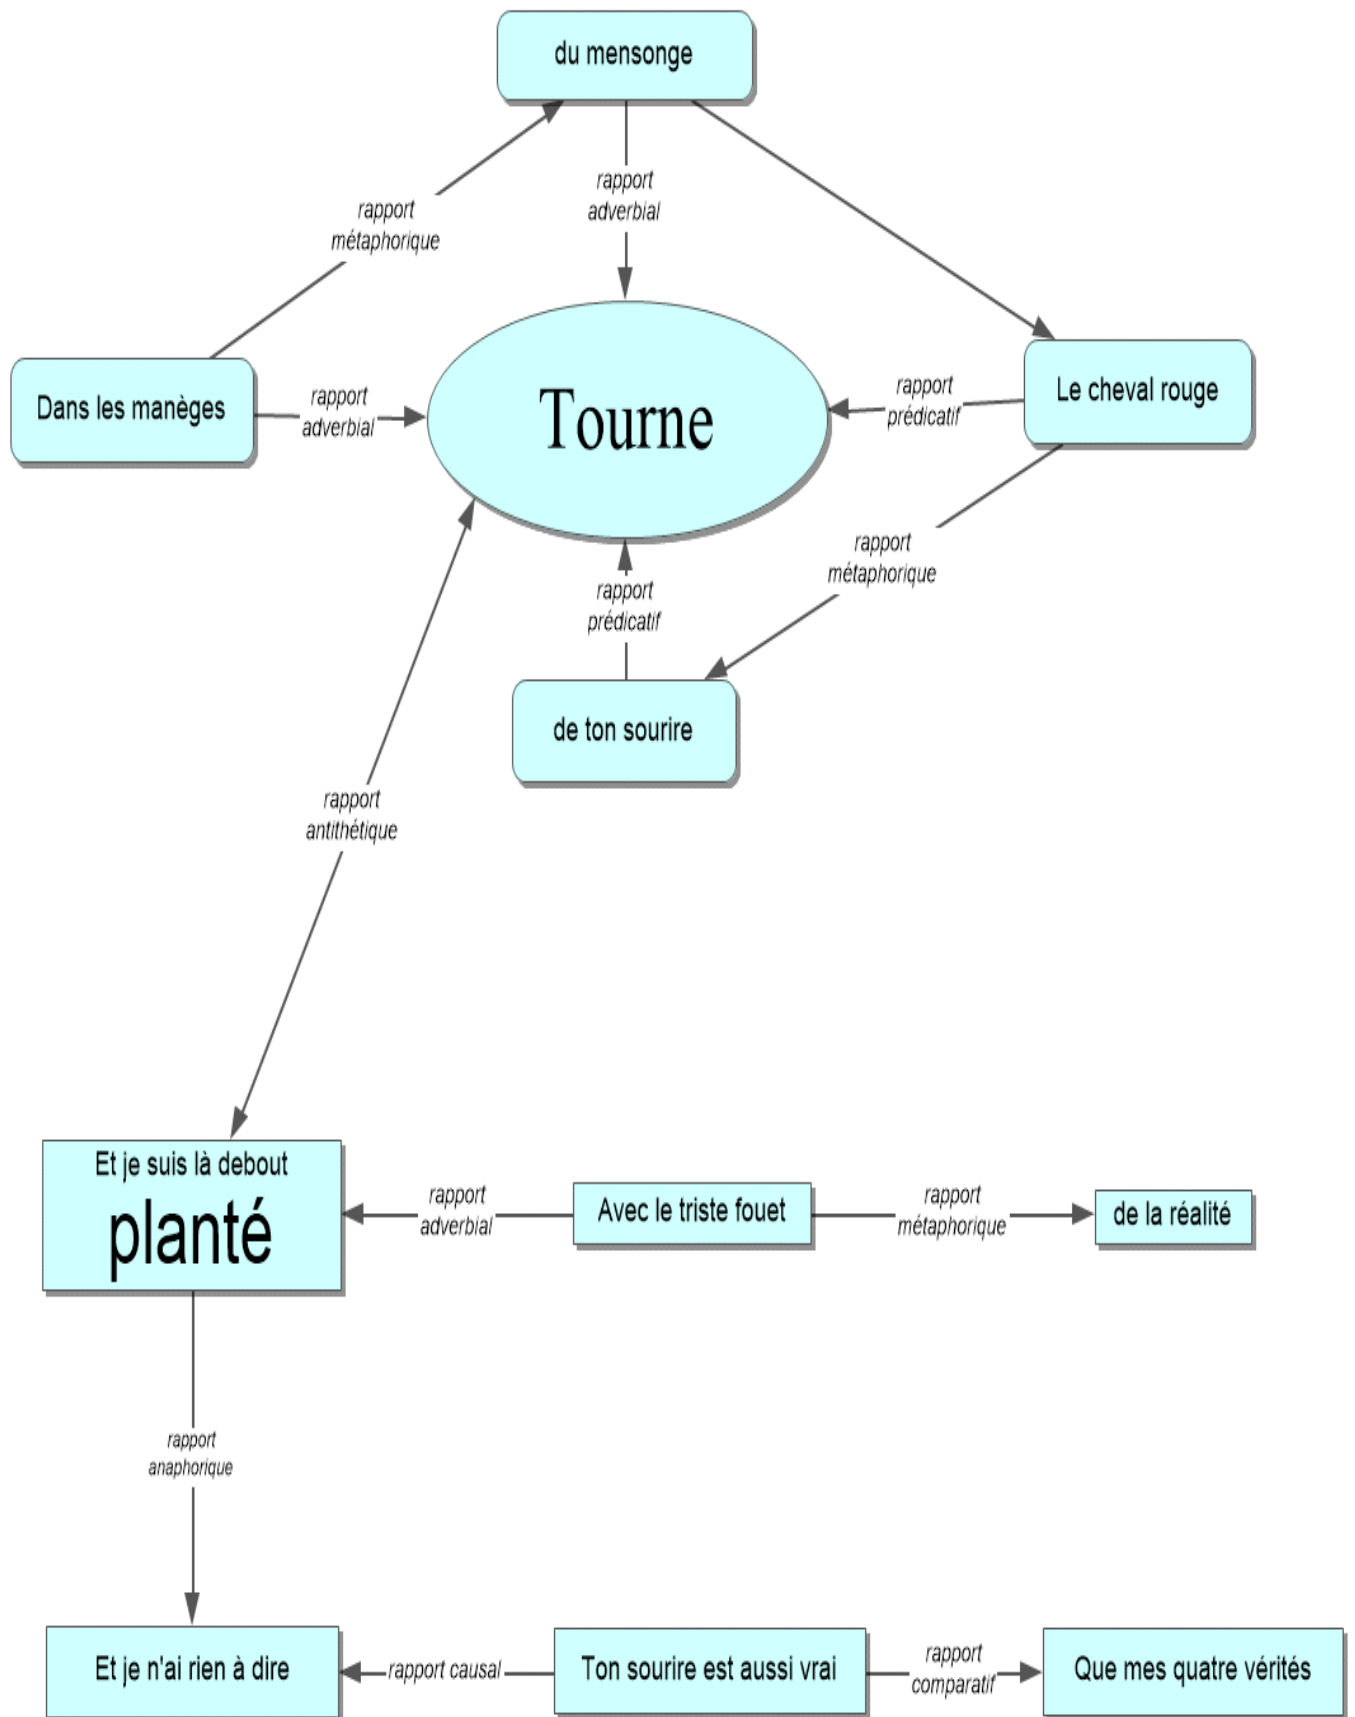 du mensonge
rapport
métaphorique
rapport
adverbial
Dans les manèges
rapport
adverbial
Tourne
rapport
prédicatif
Le cheval rouge
rapport
métaphorique
rapport
prédicatif
de ton sourire
rapport
antithétique
Et je suis là debout
planté
rapport
adverbial
Avec le triste fouet
rapport
métaphorique
de la réalité
rapport
anaphorique
Et je n'ai rien à dire
rapport causal
Ton sourire est aussi vrai
rapport
comparatif
Que mes quatre vérités